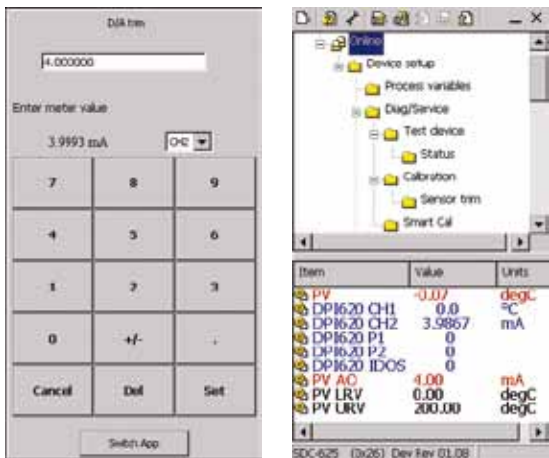 D/A trim
4.000000
Enter meter value
3.9993 mA CH2
7 8 9
4 5 6
1 2 3
0 +/- .
Cancel Del Set
Switch App
Online
Device setup
Process variables
Diag/Service
Test device
Status
Calibration
Sensor trim
Smart Cal
Item Value Units
PV -0.07 degC
DPI620 CH1 0.0 ºC
DPI620 CH2 3.9867 mA
DPI620 P1 0
DPI620 P2 0
DPI620 IDOS 0
PV AO 4.00 mA
PV LRV 0.00 degC
PV URV 200.00 degC
SDC-625 (0x26) Dev Rev 01.08